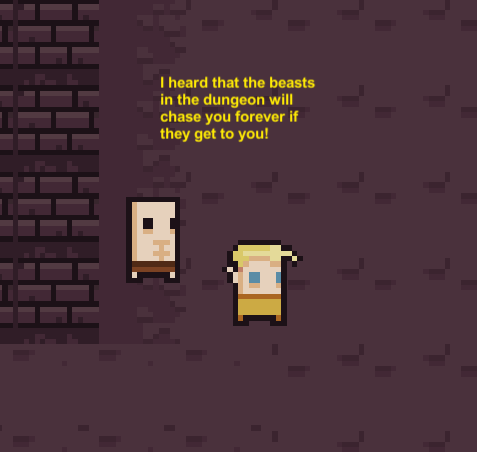 I heard that the beasts
in the dungeon will
chase you forever if
they get to you!